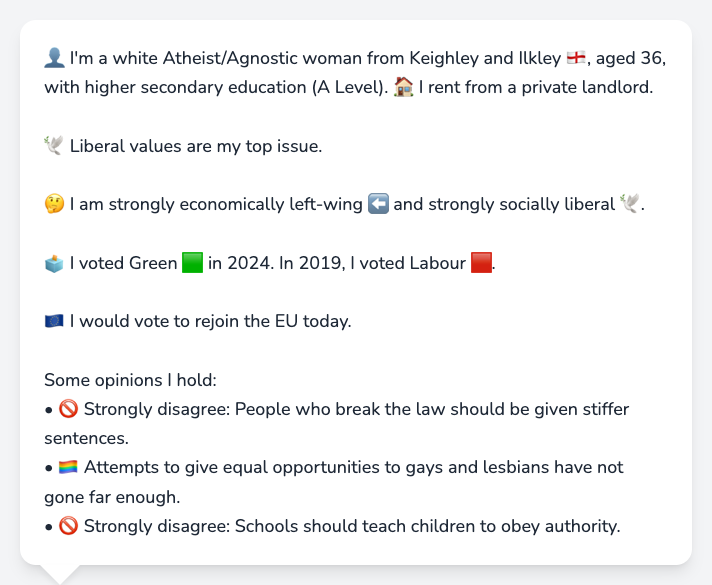 👤 I'm a white Atheist/Agnostic woman from Keighley and Ilkley 🏴󠁧󠁢󠁥󠁮󠁧󠁿, aged 36,
with higher secondary education (A Level). 🏠 I rent from a private landlord.
🕊️ Liberal values are my top issue.
🤔 I am strongly economically left-wing ⬅️ and strongly socially liberal 🕊️.
🗳️ I voted Green 🟩 in 2024. In 2019, I voted Labour 🟥.
🇪🇺 I would vote to rejoin the EU today.
Some opinions I hold:
• 🚫 Strongly disagree: People who break the law should be given stiffer
sentences.
• 🏳️‍🌈 Attempts to give equal opportunities to gays and lesbians have not
gone far enough.
• 🚫 Strongly disagree: Schools should teach children to obey authority.